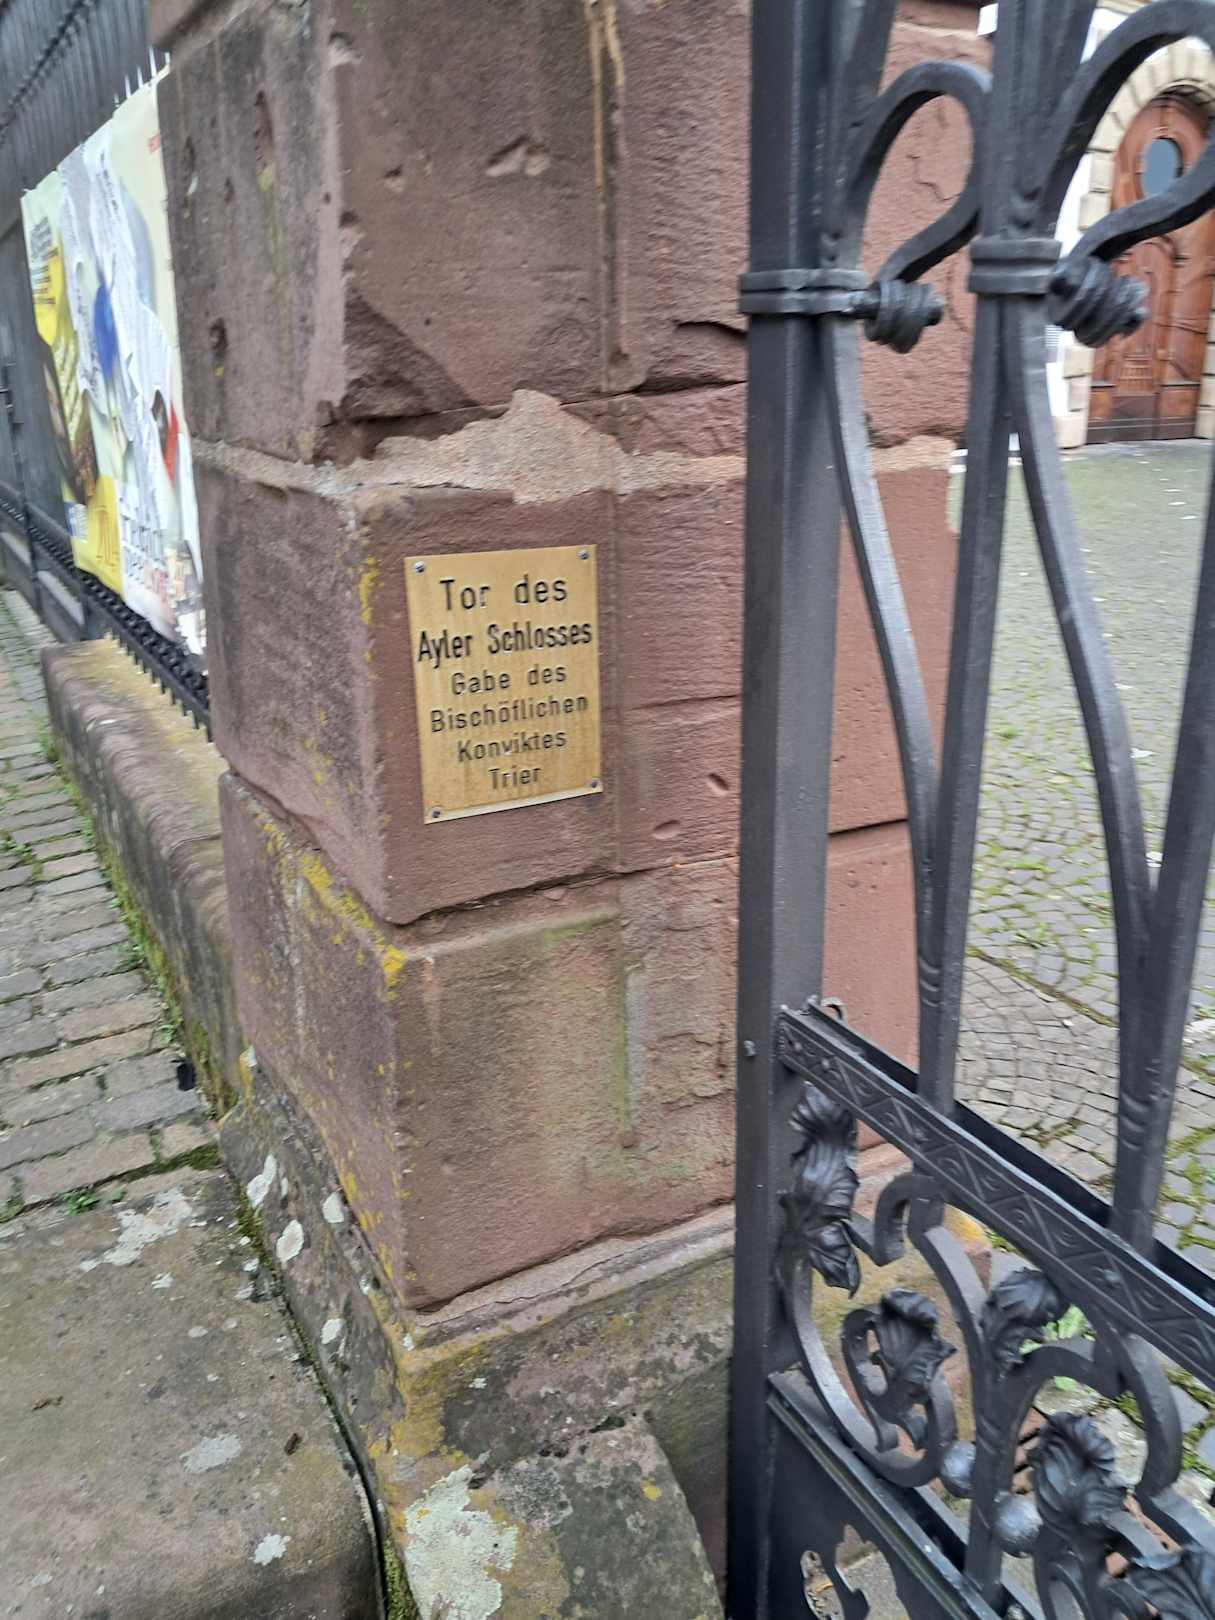 Tor des
Ayler Schlosses
Gabe des
Bischöflichen
Konviktes
Trier